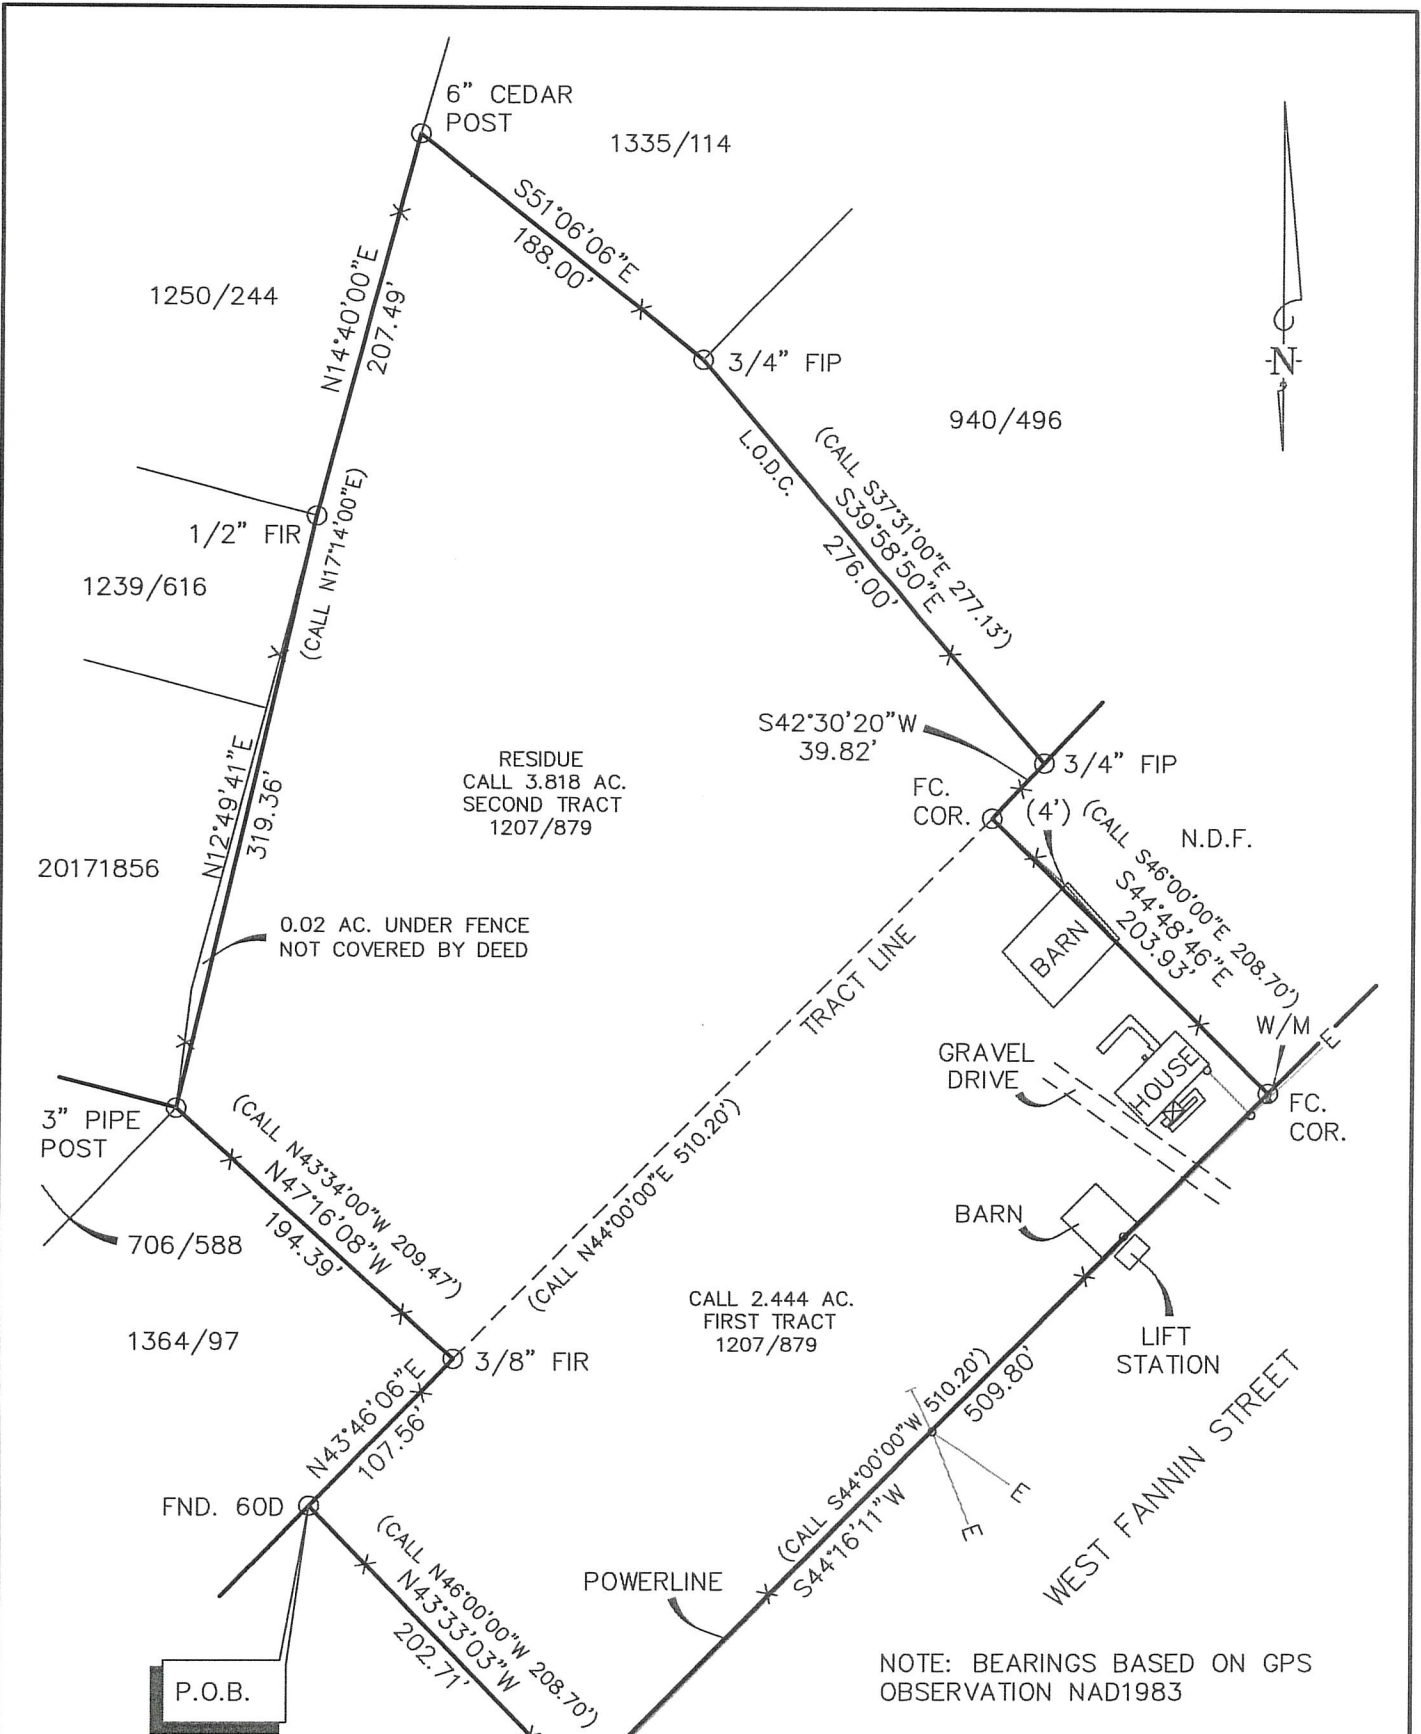 6” CEDAR
POST
1335/114
S51°06'06”E
188.00'
1250/244
N14°40'00”E
207.49'
3/4” FIP
-N-
940/496
L.O.D.C.
(CALL S37°31'00”E 277.13')
S39°58'50”E
276.00'
1/2” FIR
(CALL N17°14'00”E)
1239/616
S42°30'20”W
39.82'
3/4” FIP
RESIDUE
CALL 3.818 AC.
SECOND TRACT
1207/879
FC.
COR.
(4')
(CALL S46°00'00”E 208.70')
S44°48'46”E
203.93'
N.D.F.
N12°49'41”E
319.36'
20171856
0.02 AC. UNDER FENCE
NOT COVERED BY DEED
BARN
TRACT LINE
W/M
E
GRAVEL
DRIVE
HOUSE
FC.
COR.
3” PIPE
POST
(CALL N43°34'00”W 209.47')
N47°16'08”W
194.39'
(CALL N44°00'00”E 510.20')
706/588
BARN
1364/97
CALL 2.444 AC.
FIRST TRACT
1207/879
LIFT
STATION
3/8” FIR
N43°46'06”E
107.56'
(CALL S44°00'00”W 510.20')
509.80'
S44°16'11”W
E
E
WEST FANNIN STREET
FND. 60D
(CALL N46°00'00”W 208.70')
N43°33'03”W
202.71'
POWERLINE
P.O.B.
NOTE: BEARINGS BASED ON GPS
OBSERVATION NAD1983